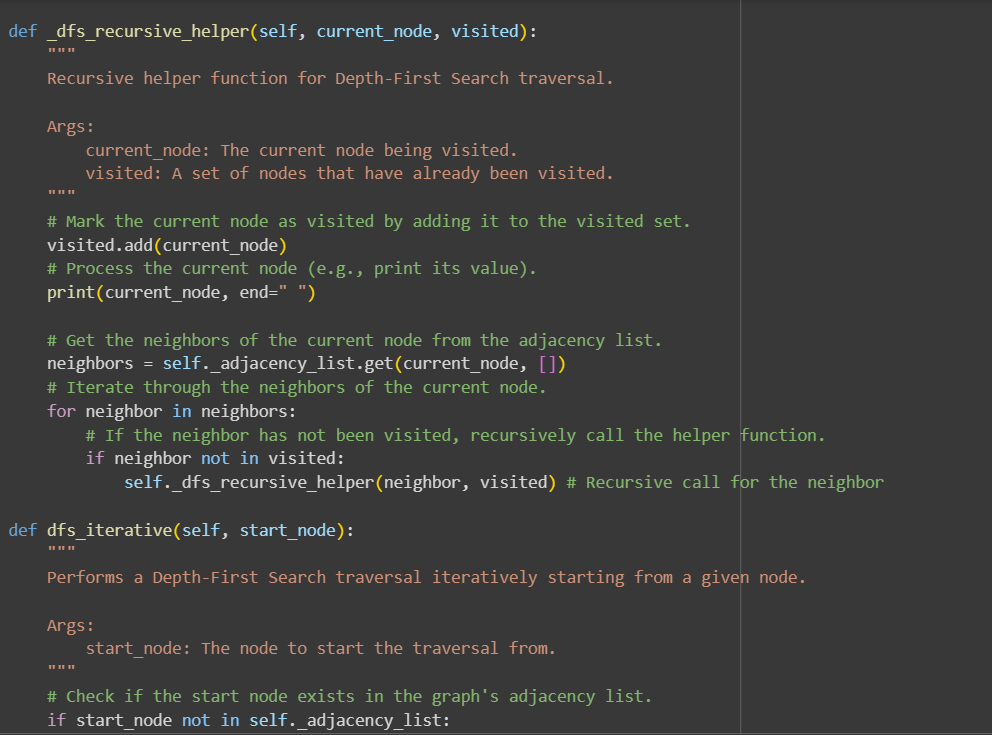 def _dfs_recursive_helper(self, current_node, visited):
    """
    Recursive helper function for Depth-First Search traversal.

    Args:
        current_node: The current node being visited.
        visited: A set of nodes that have already been visited.
    """
    # Mark the current node as visited by adding it to the visited set.
    visited.add(current_node)
    # Process the current node (e.g., print its value).
    print(current_node, end=" ")

    # Get the neighbors of the current node from the adjacency list.
    neighbors = self._adjacency_list.get(current_node, [])
    # Iterate through the neighbors of the current node.
    for neighbor in neighbors:
        # If the neighbor has not been visited, recursively call the helper function.
        if neighbor not in visited:
            self._dfs_recursive_helper(neighbor, visited) # Recursive call for the neighbor

def dfs_iterative(self, start_node):
    """
    Performs a Depth-First Search traversal iteratively starting from a given node.

    Args:
        start_node: The node to start the traversal from.
    """
    # Check if the start node exists in the graph's adjacency list.
    if start_node not in self._adjacency_list: